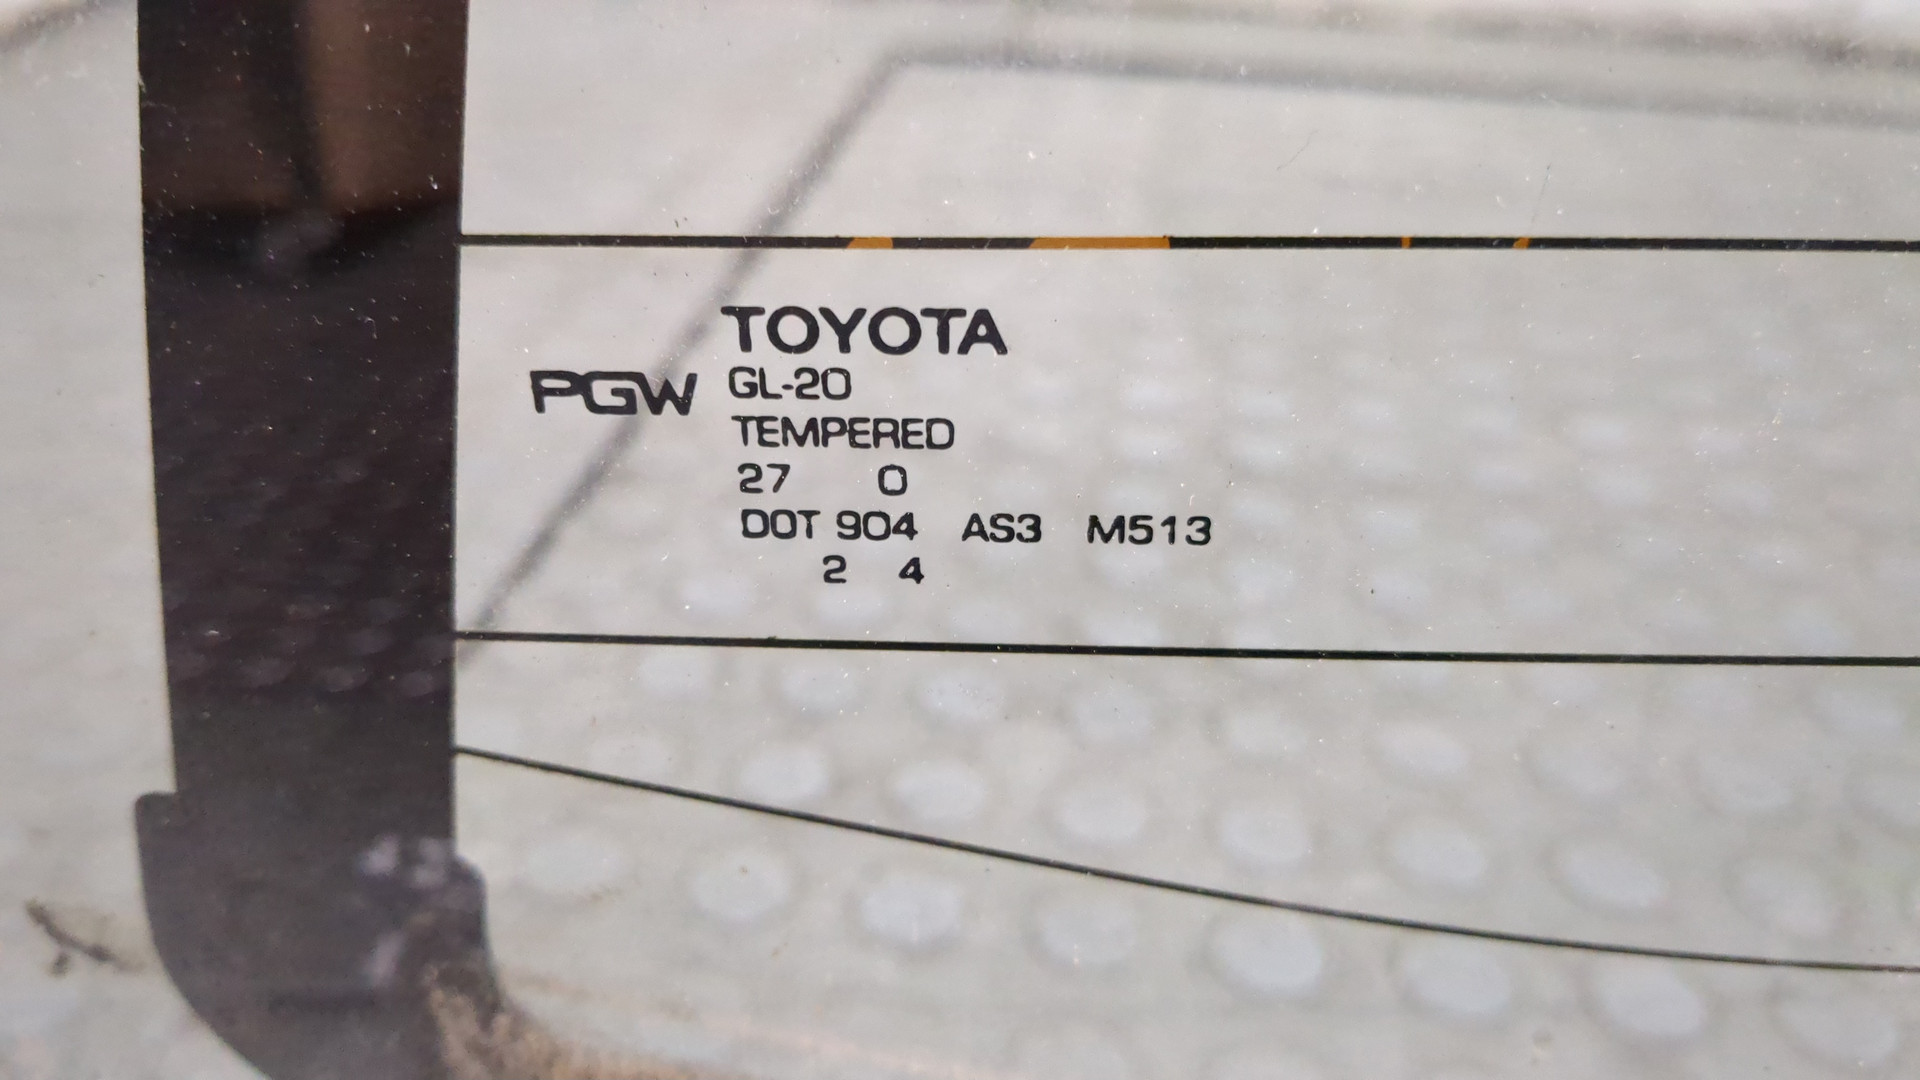 TOYOTA
PGW GL-20
TEMPERED
27 0
DOT 904 AS3 M513
2 4